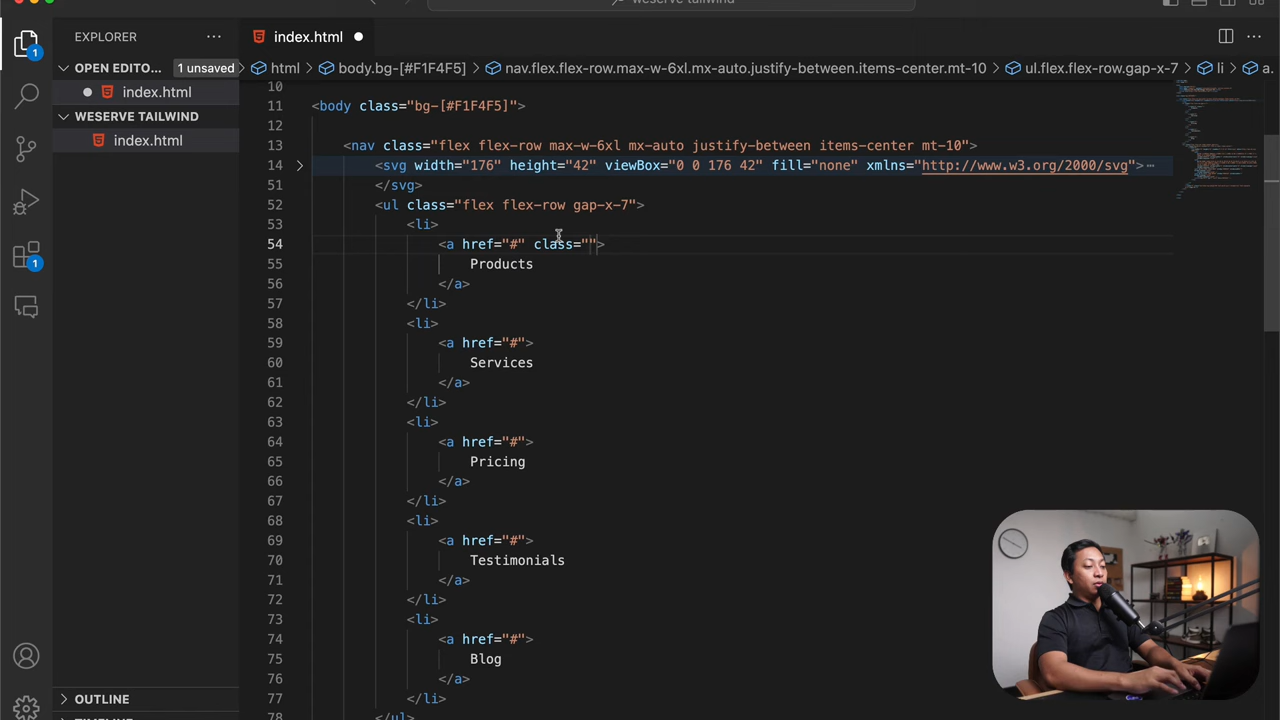 weserve tailwind
EXPLORER
index.html
OPEN EDITO...
1 unsaved
html
body.bg-[#F1F4F5]
nav.flex.flex-row.max-w-6xl.mx-auto.justify-between.items-center.mt-10
ul.flex.flex-row.gap-x-7
li
a.
index.html
WESERVE TAILWIND
index.html
1
1
10
11 <body class="bg-[#F1F4F5]">
12
13 <nav class="flex flex-row max-w-6xl mx-auto justify-between items-center mt-10">
14 <svg width="176" height="42" viewBox="0 0 176 42" fill="none" xmlns="http://www.w3.org/2000/svg">
51 </svg>
52 <ul class="flex flex-row gap-x-7">
53 <li>
54 <a href="#" class="">
55 Products
56 </a>
57 </li>
58 <li>
59 <a href="#">
60 Services
61 </a>
62 </li>
63 <li>
64 <a href="#">
65 Pricing
66 </a>
67 </li>
68 <li>
69 <a href="#">
70 Testimonials
71 </a>
72 </li>
73 <li>
74 <a href="#">
75 Blog
76 </a>
77 </li>
78 </ul>
OUTLINE
TIMELINE